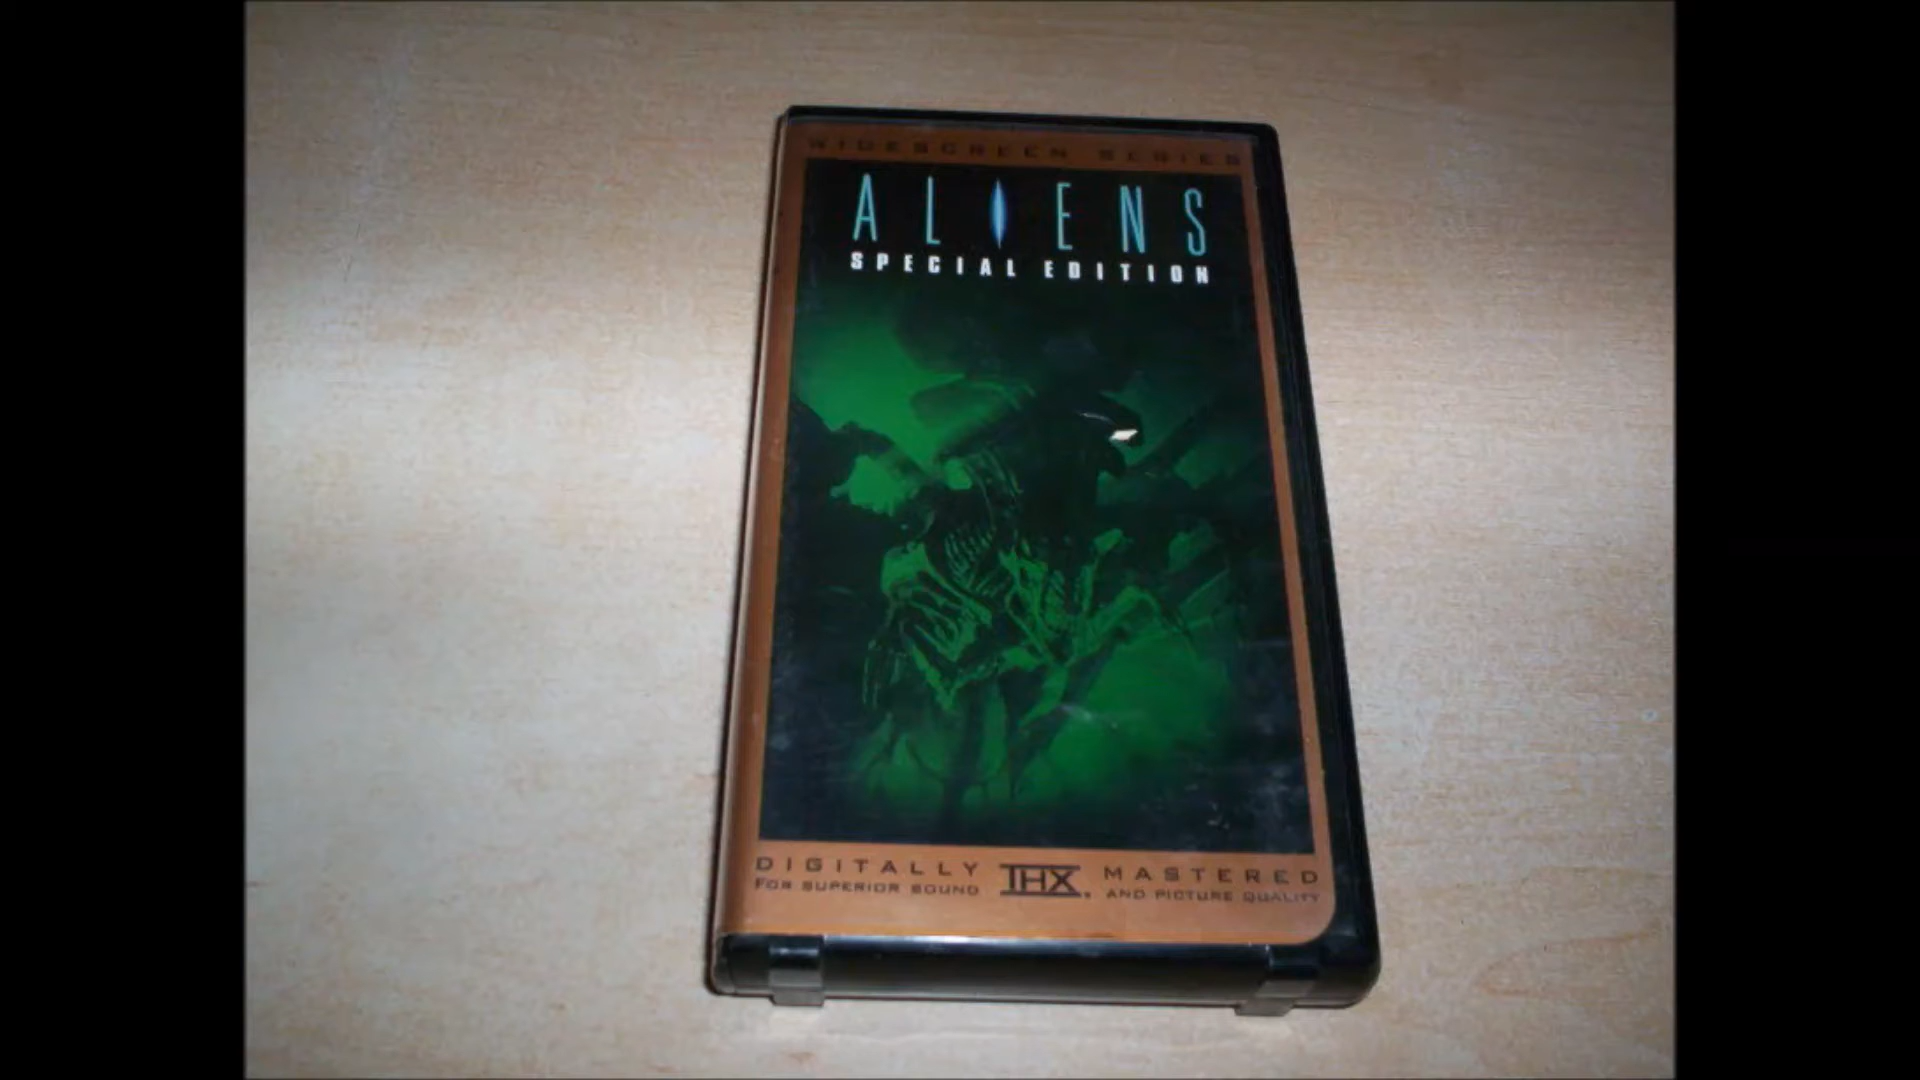 WIDESCREEN SERIES
ALIENS
SPECIAL EDITION
DIGITALLY THX MASTERED
FOR SUPERIOR SOUND AND PICTURE QUALITY